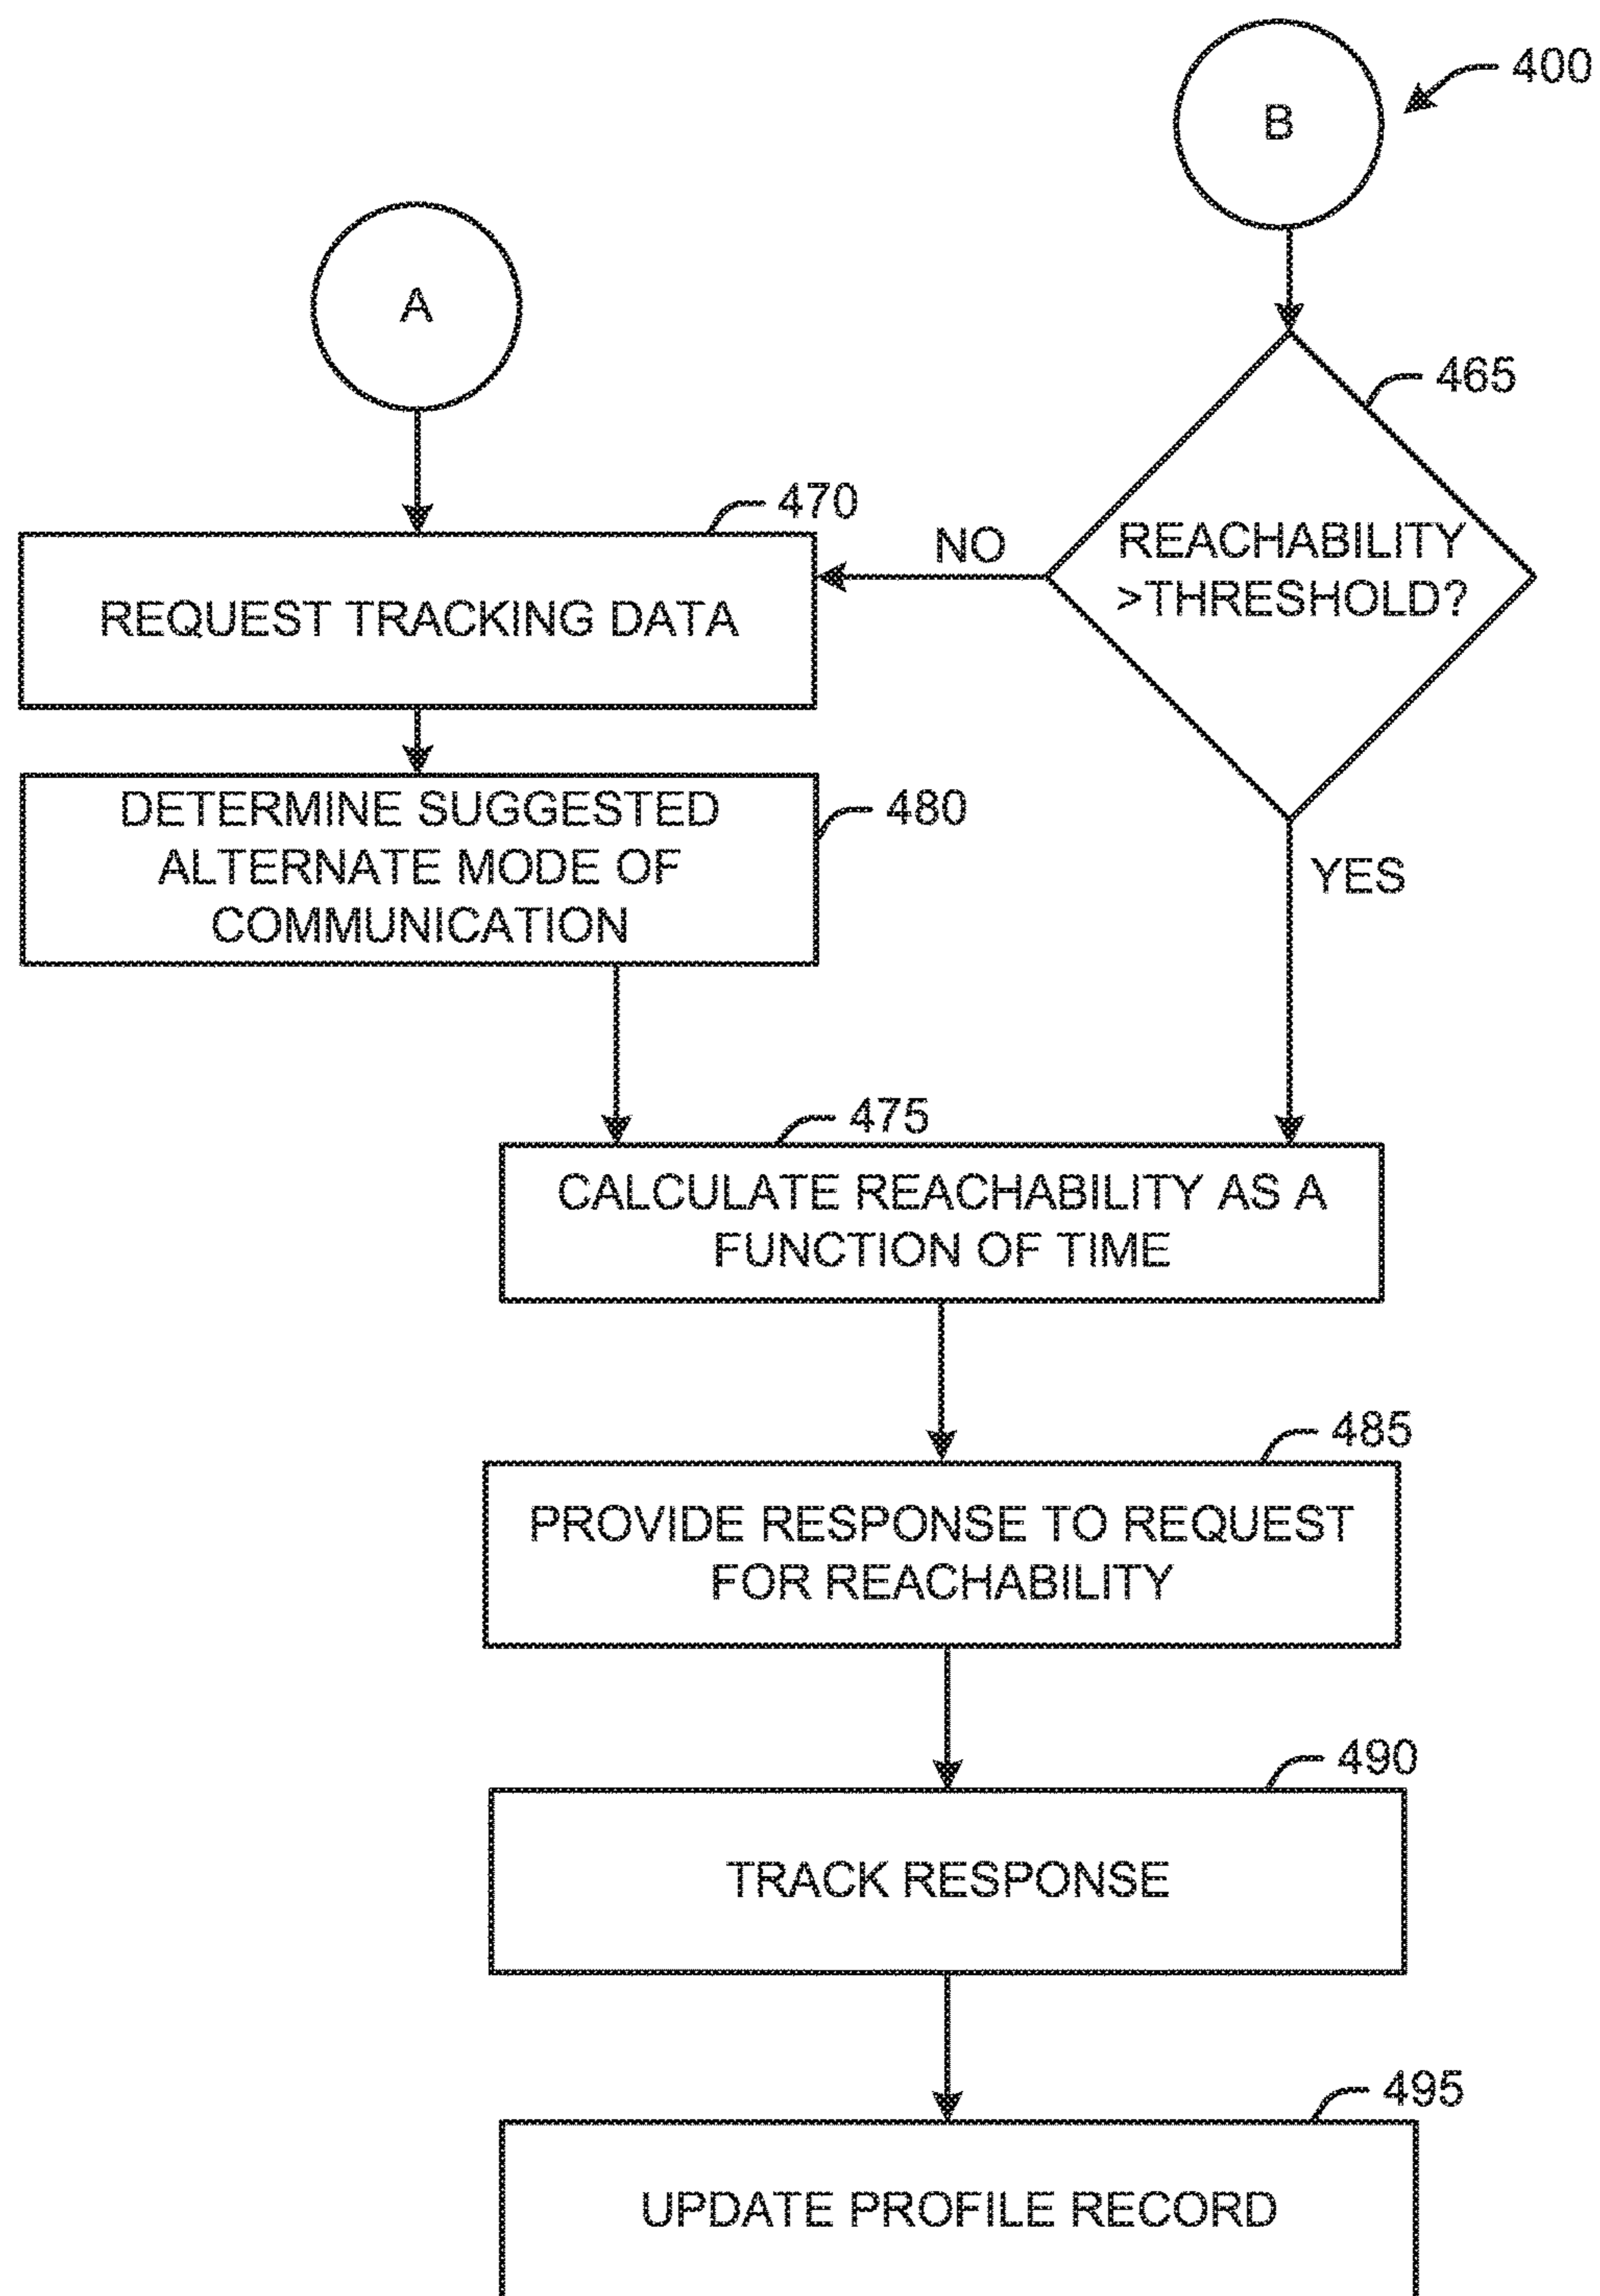 B
400
A
465
470
NO
REACHABILITY
>THRESHOLD?
REQUEST TRACKING DATA
DETERMINE SUGGESTED
ALTERNATE MODE OF
COMMUNICATION
480
YES
475
CALCULATE REACHABILITY AS A
FUNCTION OF TIME
485
PROVIDE RESPONSE TO REQUEST
FOR REACHABILITY
490
TRACK RESPONSE
495
UPDATE PROFILE RECORD